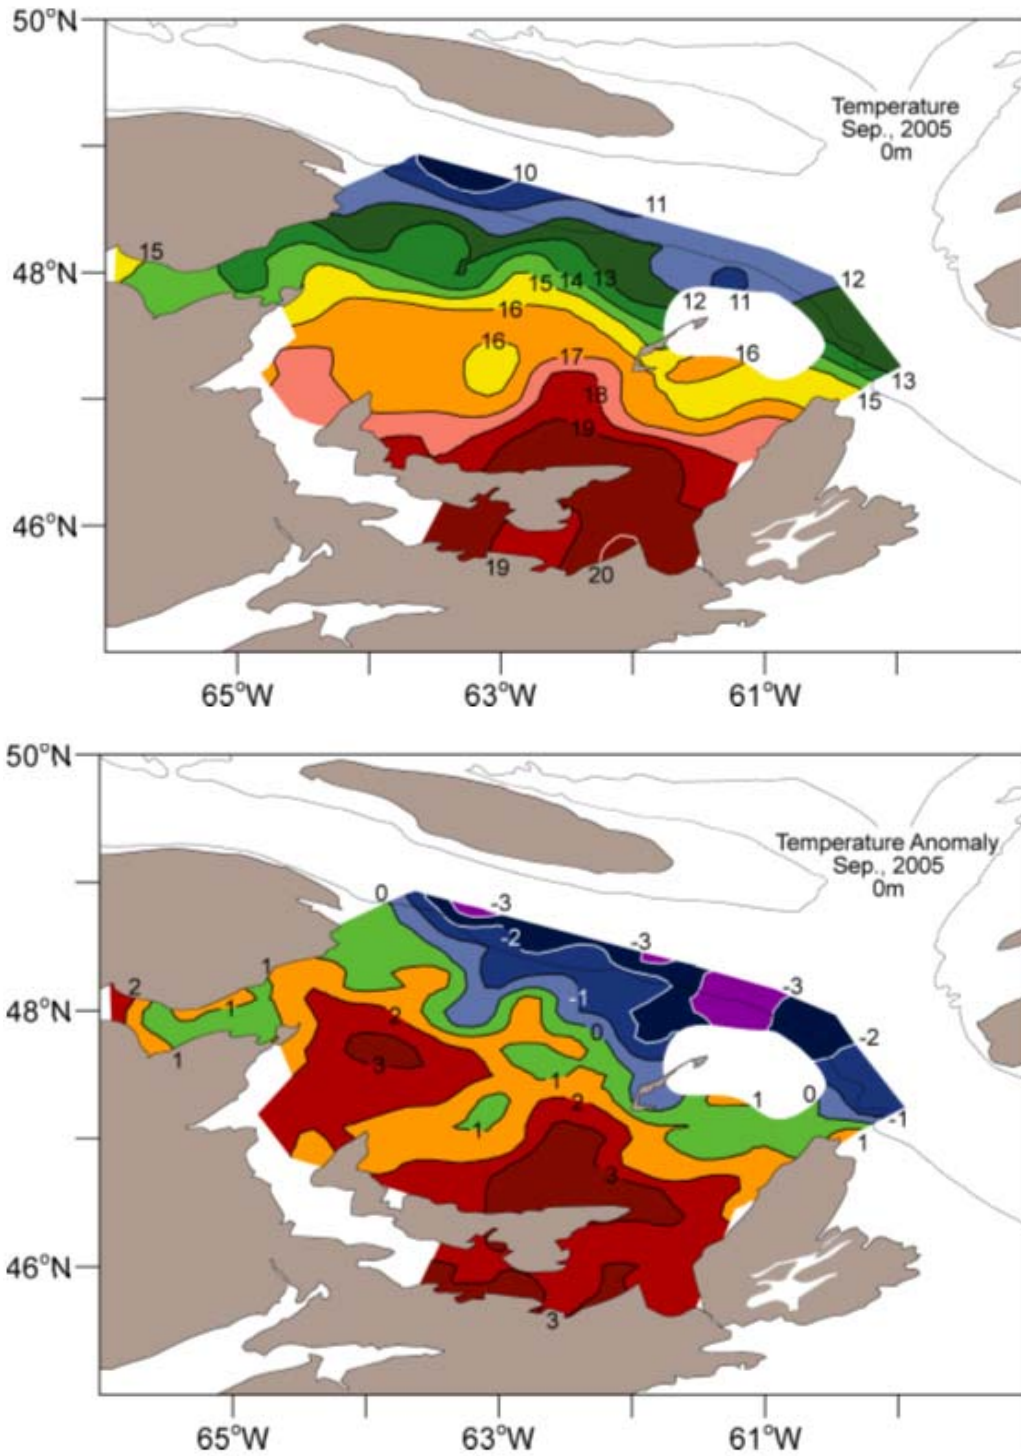 50°N
Temperature
Sep., 2005
0m
10
11
15
48°N
12
15 14 13
12 11
16
16
16
17
13
18
15
19
46°N
19
20
65°W 63°W 61°W
50°N
Temperature Anomaly
Sep., 2005
0m
0
-3
-2
-3
1
2
-3
48°N
1
-1
2
0
-2
1
3
1
1
0
2
-1
1
1
3
46°N
3
65°W 63°W 61°W